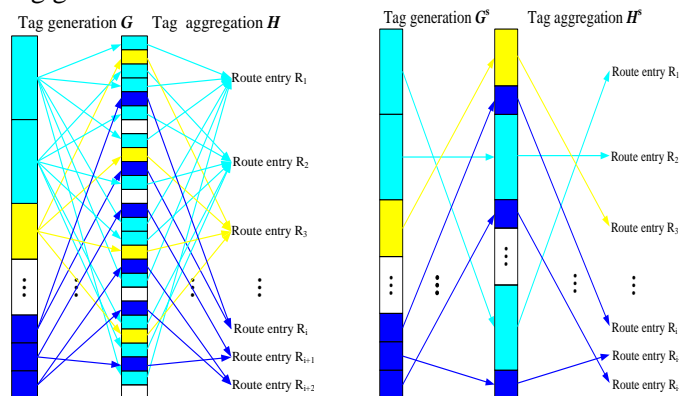 Tag generation G
Tag aggregation H
Route entry R1
Route entry R2
Route entry R3
Route entry Ri
Route entry Ri+1
Route entry Ri+2
Tag generation Gs
Tag aggregation Hs
Route entry R1
Route entry R2
Route entry R3
Route entry Ri
Route entry Ri
Route entry Ri